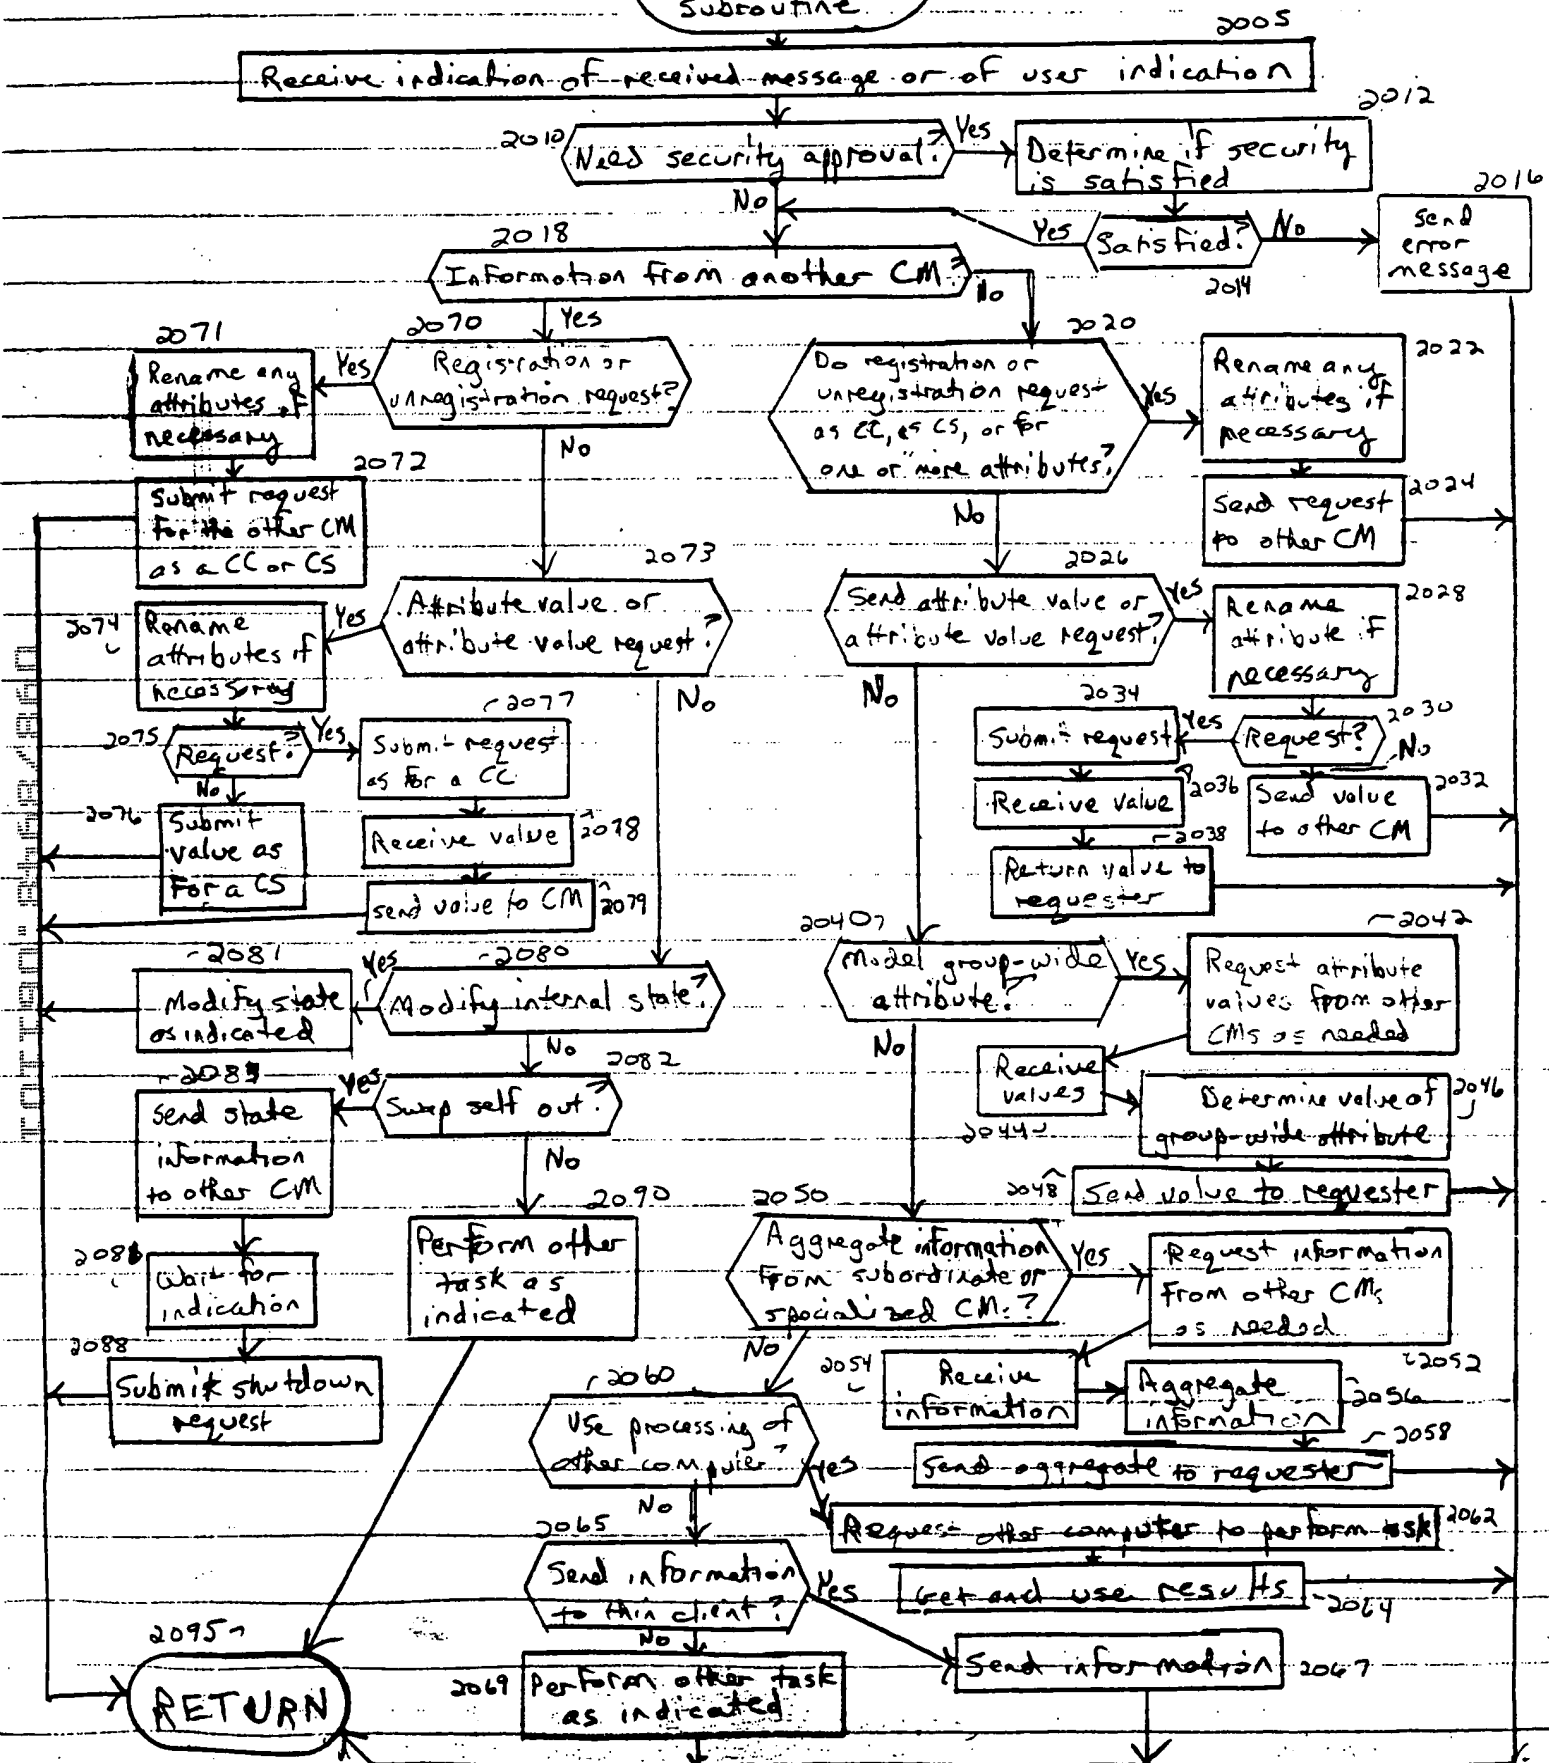 Subroutine
2005
Receive indication of received message or of user indication
2010
Need security approval?
Yes
No
2012
Determine if security
is satisfied
Satisfied?
Yes
No
2014
2016
Send
error
message
2018
Information from another CM?
No
Yes
2070
Registration or
unregistration request?
Yes
No
2071
Rename any
attributes if
necessary
2072
Submit request
for the other CM
as a CC or CS
2020
Do registration or
unregistration request
as CC, as CS, or for
one or more attributes?
Yes
No
2022
Rename any
attributes if
necessary
2024
Send request
to other CM
2073
Attribute value or
attribute value request?
Yes
No
2074
Rename
attributes if
necessary
2075
Request?
Yes
No
2076
Submit
value as
for a CS
2077
Submit request
as for a CC
Receive value
2078
Send value to CM
2079
2026
Send attribute value or
attribute value request?
Yes
No
2028
Rename
attribute if
necessary
2030
Request?
Yes
No
2032
Send value
to other CM
2034
Submit request
2036
Receive value
2038
Return value to
requester
2040
Model group-wide
attribute?
Yes
No
2042
Request attribute
values from other
CMs as needed
Receive
values
2044
Determine value of
group-wide attribute
2046
2048
Send value to requester
2080
Modify internal state?
Yes
No
2081
Modify state
as indicated
2082
Swap self out?
Yes
No
Send state
information
to other CM
Wait for
indication
2088
Submit shutdown
request
2090
Perform other
task as
indicated
2050
Aggregate information
from subordinate or
specialized CMs?
Yes
No
Request information
from other CMs
as needed
2052
2054
Receive
information
Aggregate
information
2056
2058
Send aggregate to requester
2060
Use processing of
other computer?
Yes
No
Request other computer to perform task
2062
Get and use results
2064
2065
Send information
to thin client?
Yes
No
Send information
2067
2069
Perform other task
as indicated
2095
RETURN